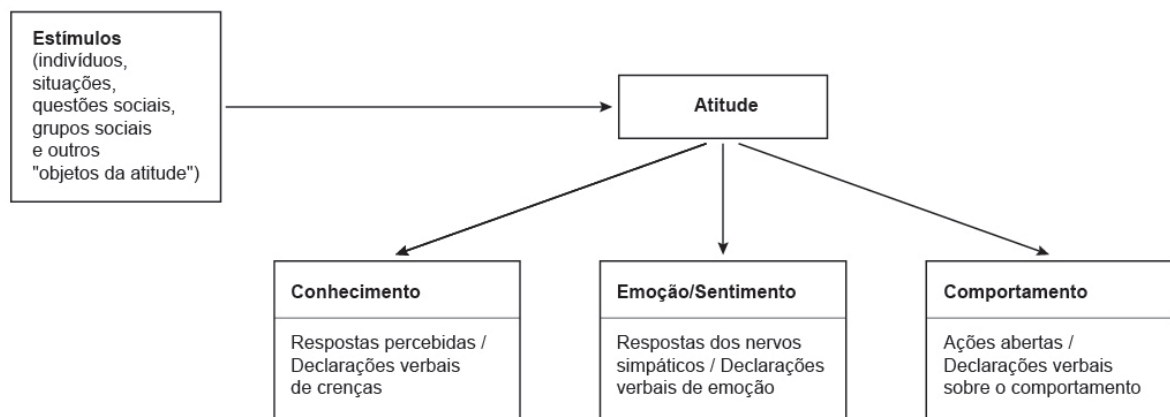 Estímulos
(indivíduos,
situações,
questões sociais,
grupos sociais
e outros
"objetos da atitude")
Atitude
Conhecimento
Respostas percebidas /
Declarações verbais
de crenças
Emoção/Sentimento
Respostas dos nervos
simpáticos / Declarações
verbais de emoção
Comportamento
Ações abertas /
Declarações verbais
sobre o comportamento